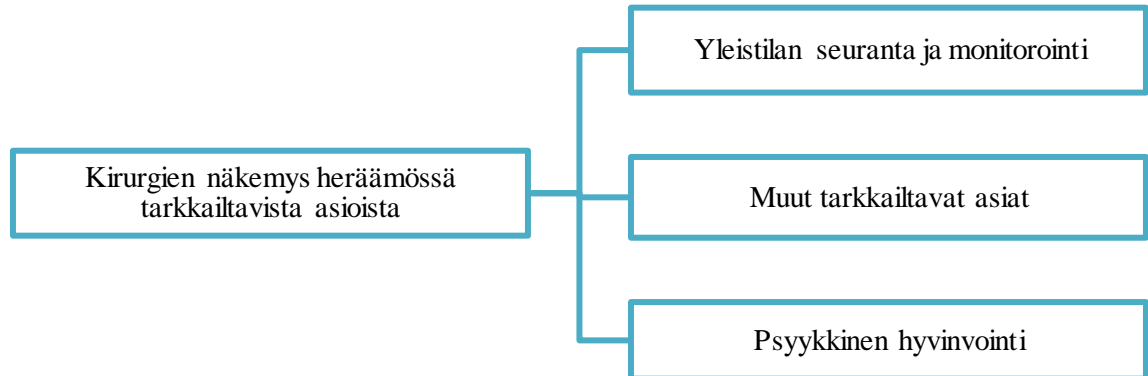 Kirurgien näkemys heräämössä
tarkkailtavista asioista
Yleistilan seuranta ja monitorointi
Muut tarkkailtavat asiat
Psyykkinen hyvinvointi